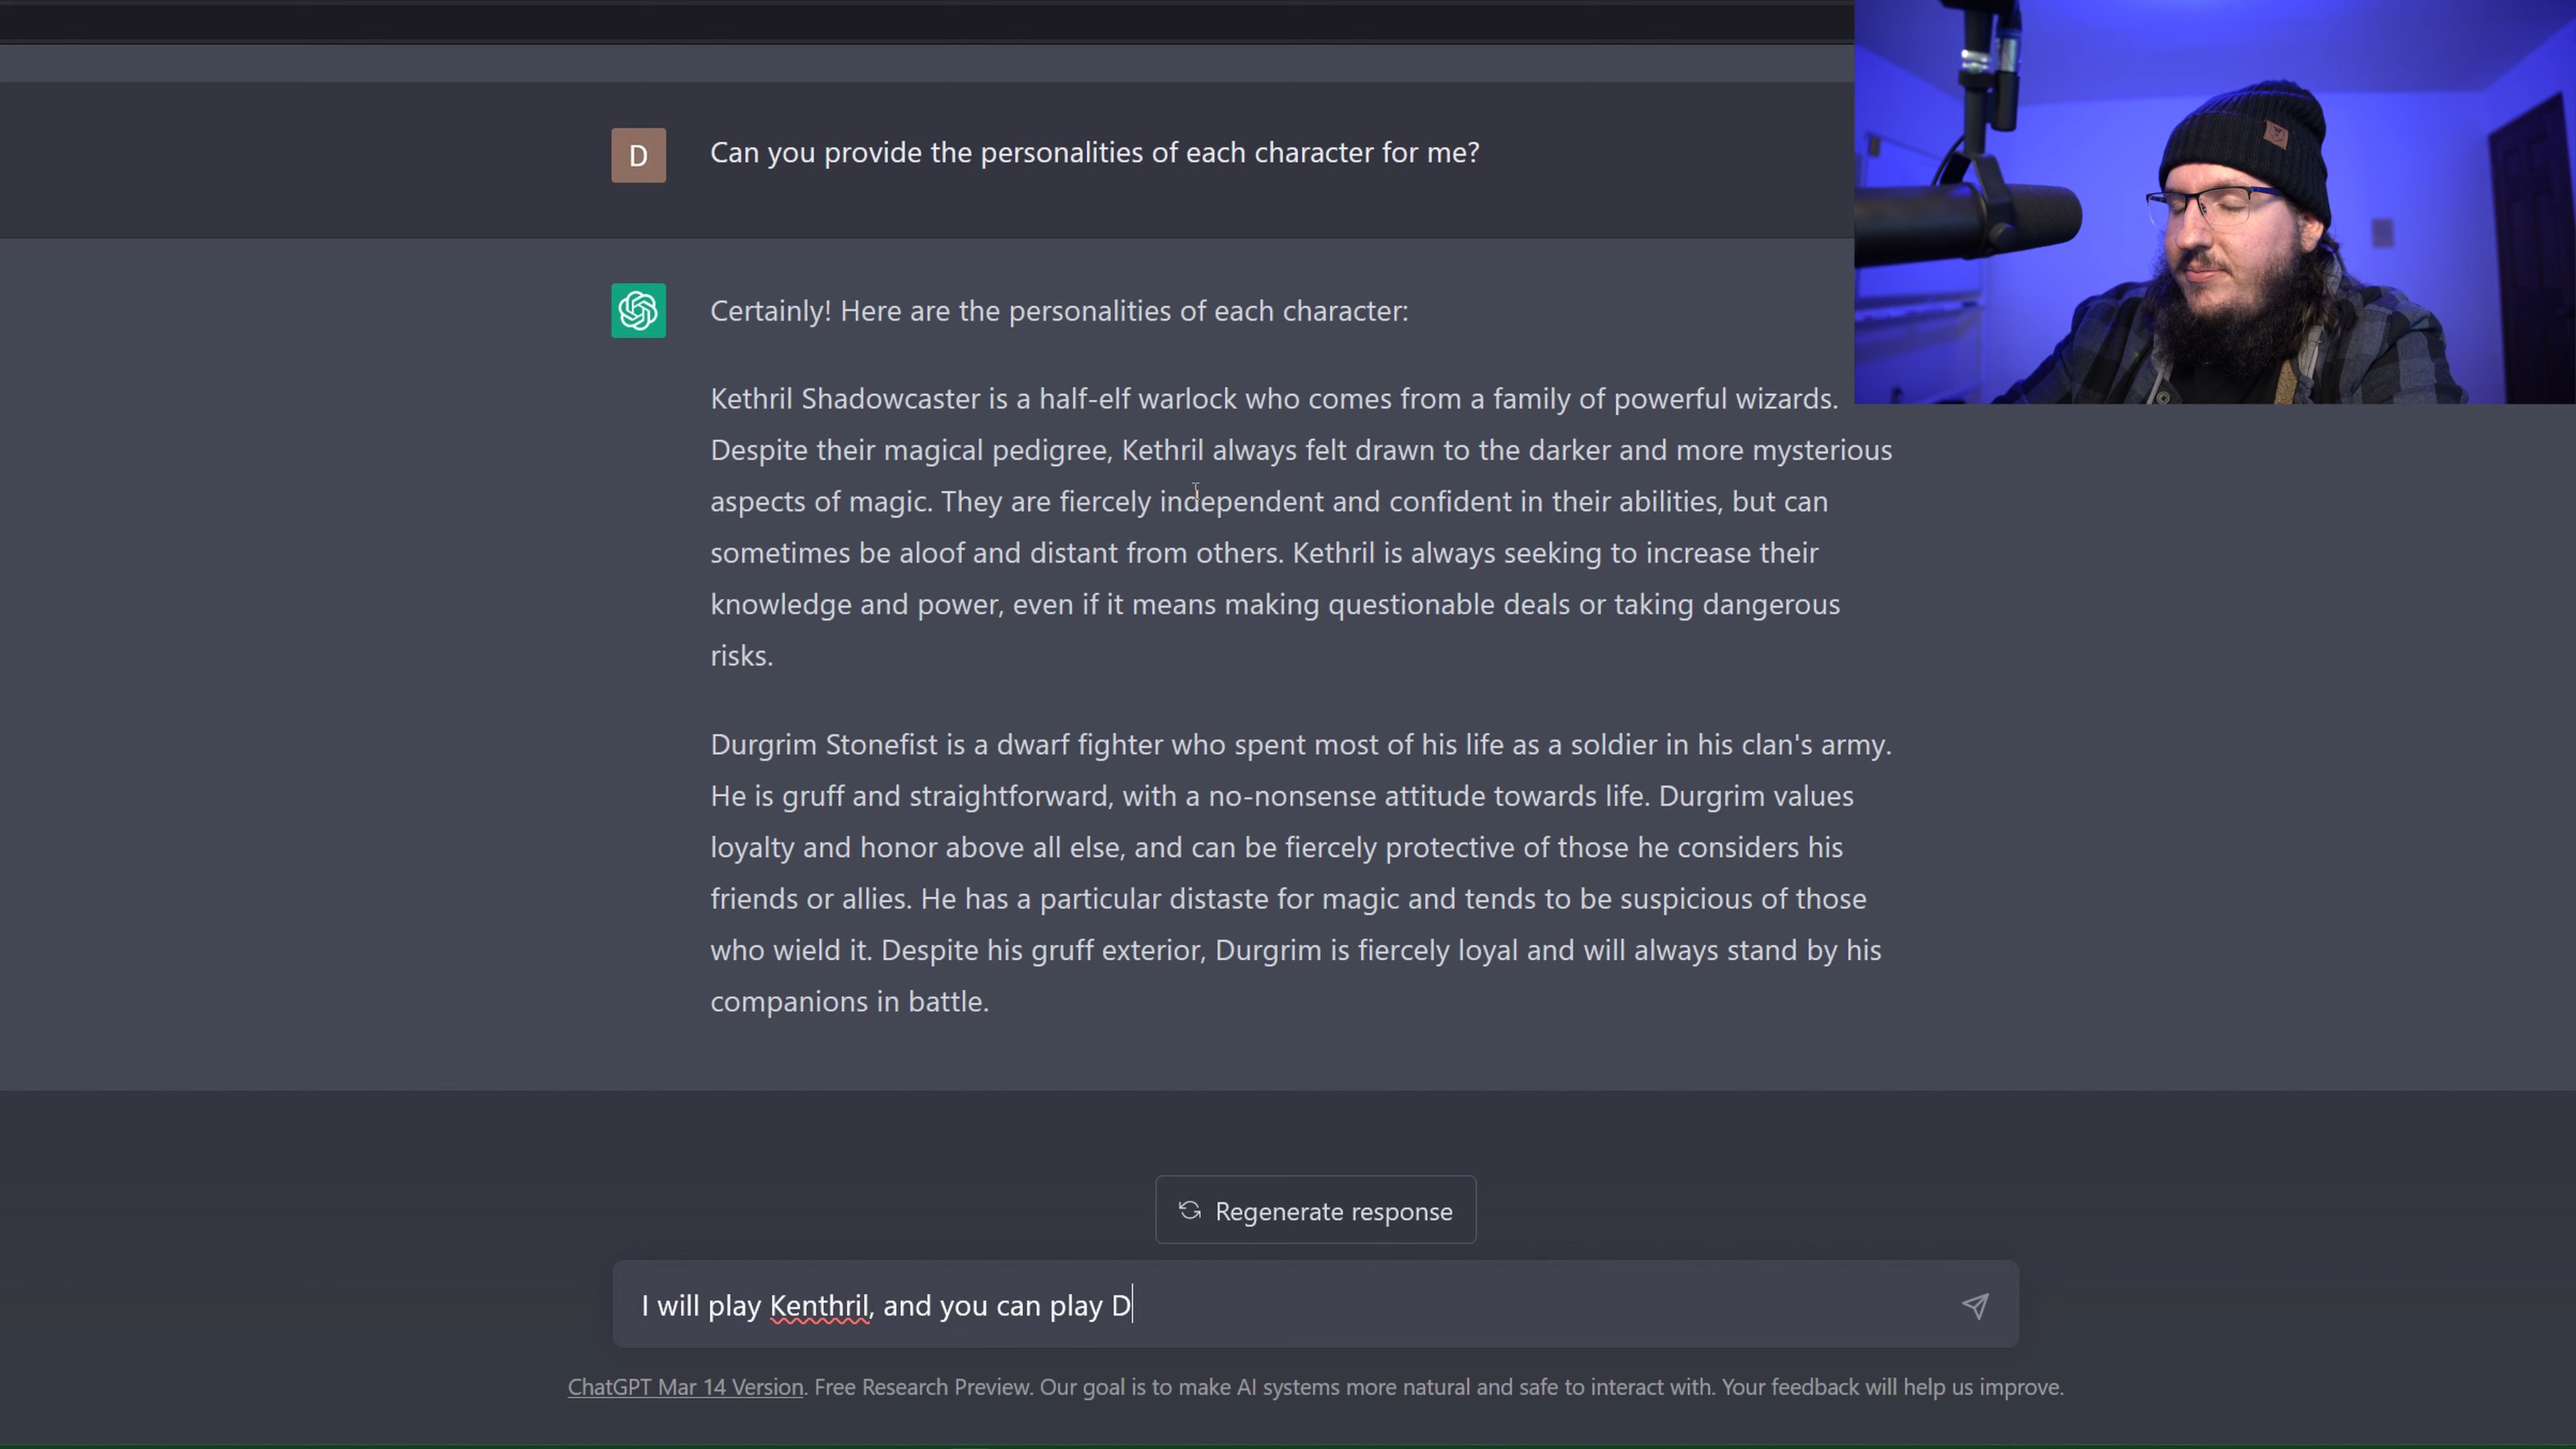 D
Can you provide the personalities of each character for me?
Certainly! Here are the personalities of each character:
Kethril Shadowcaster is a half-elf warlock who comes from a family of powerful wizards.
Despite their magical pedigree, Kethril always felt drawn to the darker and more mysterious
aspects of magic. They are fiercely independent and confident in their abilities, but can
sometimes be aloof and distant from others. Kethril is always seeking to increase their
knowledge and power, even if it means making questionable deals or taking dangerous
risks.
Durgrim Stonefist is a dwarf fighter who spent most of his life as a soldier in his clan's army.
He is gruff and straightforward, with a no-nonsense attitude towards life. Durgrim values
loyalty and honor above all else, and can be fiercely protective of those he considers his
friends or allies. He has a particular distaste for magic and tends to be suspicious of those
who wield it. Despite his gruff exterior, Durgrim is fiercely loyal and will always stand by his
companions in battle.
Regenerate response
I will play Kenthril, and you can play D
ChatGPT Mar 14 Version. Free Research Preview. Our goal is to make AI systems more natural and safe to interact with. Your feedback will help us improve.